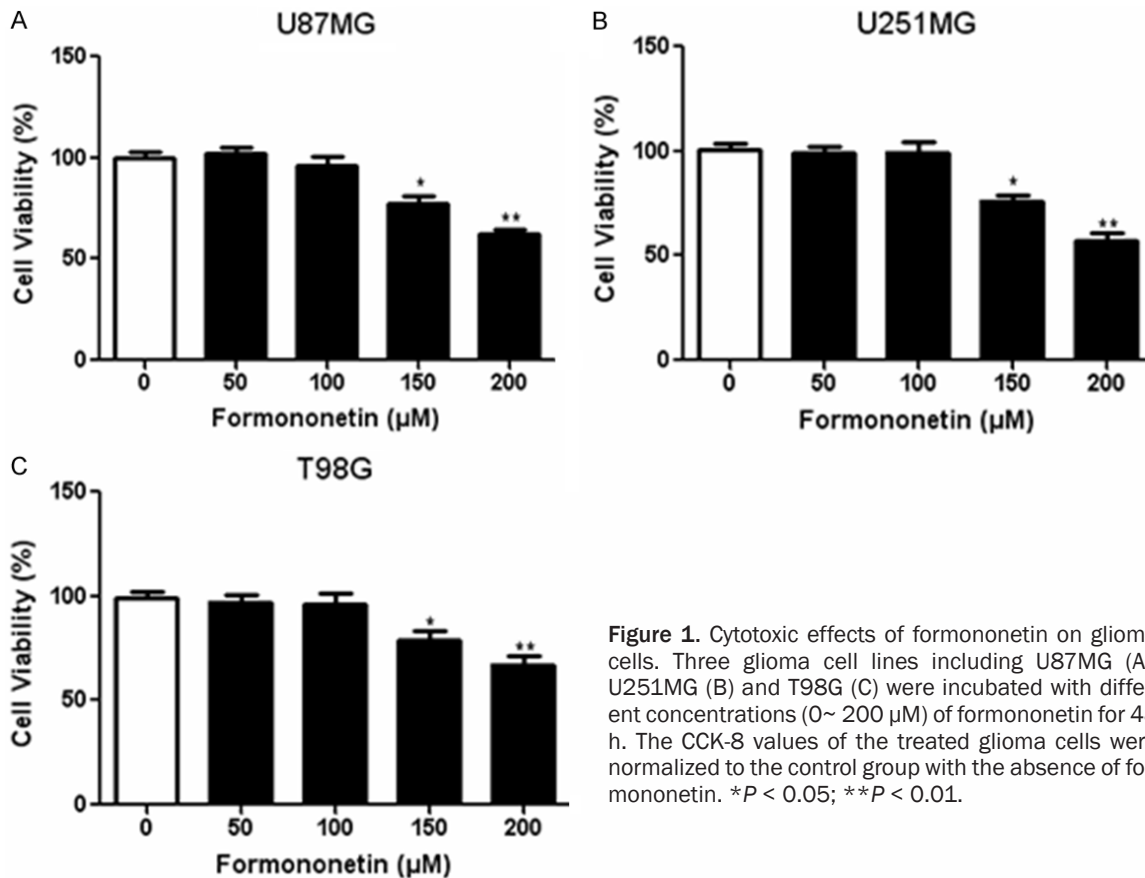 A
U87MG
150
100
50
0
Cell Viability (%)
*
**
0 50 100 150 200
Formononetin (µM)
B
U251MG
150
100
50
0
Cell Viability (%)
*
**
0 50 100 150 200
Formononetin (µM)
C
T98G
150
100
50
0
Cell Viability (%)
*
**
0 50 100 150 200
Formononetin (µM)
Figure 1. Cytotoxic effects of formononetin on gliom
cells. Three glioma cell lines including U87MG (A
U251MG (B) and T98G (C) were incubated with diffe
ent concentrations (0~ 200 µM) of formononetin for 4
h. The CCK-8 values of the treated glioma cells wer
normalized to the control group with the absence of fo
mononetin. *P < 0.05; **P < 0.01.